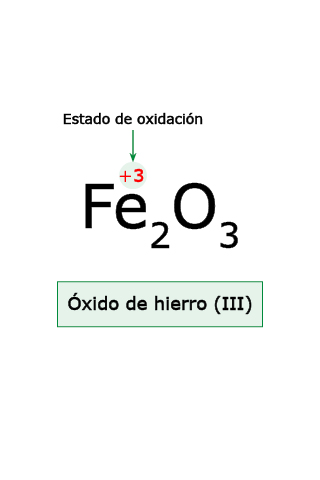 Estado de oxidación
+3
Fe₂O₃
Óxido de hierro (III)